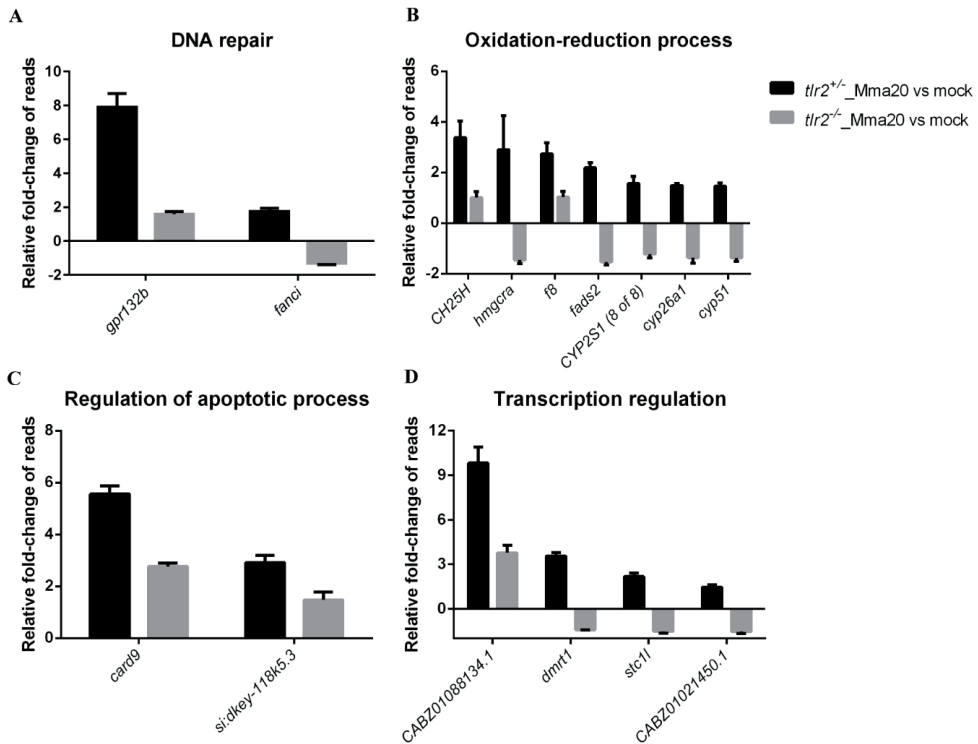 A
DNA repair
Relative fold-change of reads
10
8
6
4
2
0
-2
gpr132b
fanci
B
Oxidation-reduction process
Relative fold-change of reads
6
4
2
0
-2
CH25H
hmgcra
f8
fads2
CYP2S1 (8 of 8)
cyp26a1
cyp51
tlr2+/-_Mma20 vs mock
tlr2-/-_Mma20 vs mock
C
Regulation of apoptotic process
Relative fold-change of reads
8
6
4
2
0
card9
si:dkey-118k5.3
D
Transcription regulation
Relative fold-change of reads
12
9
6
3
0
CABZ01088134.1
dmrt1
stc1l
CABZ01021450.1